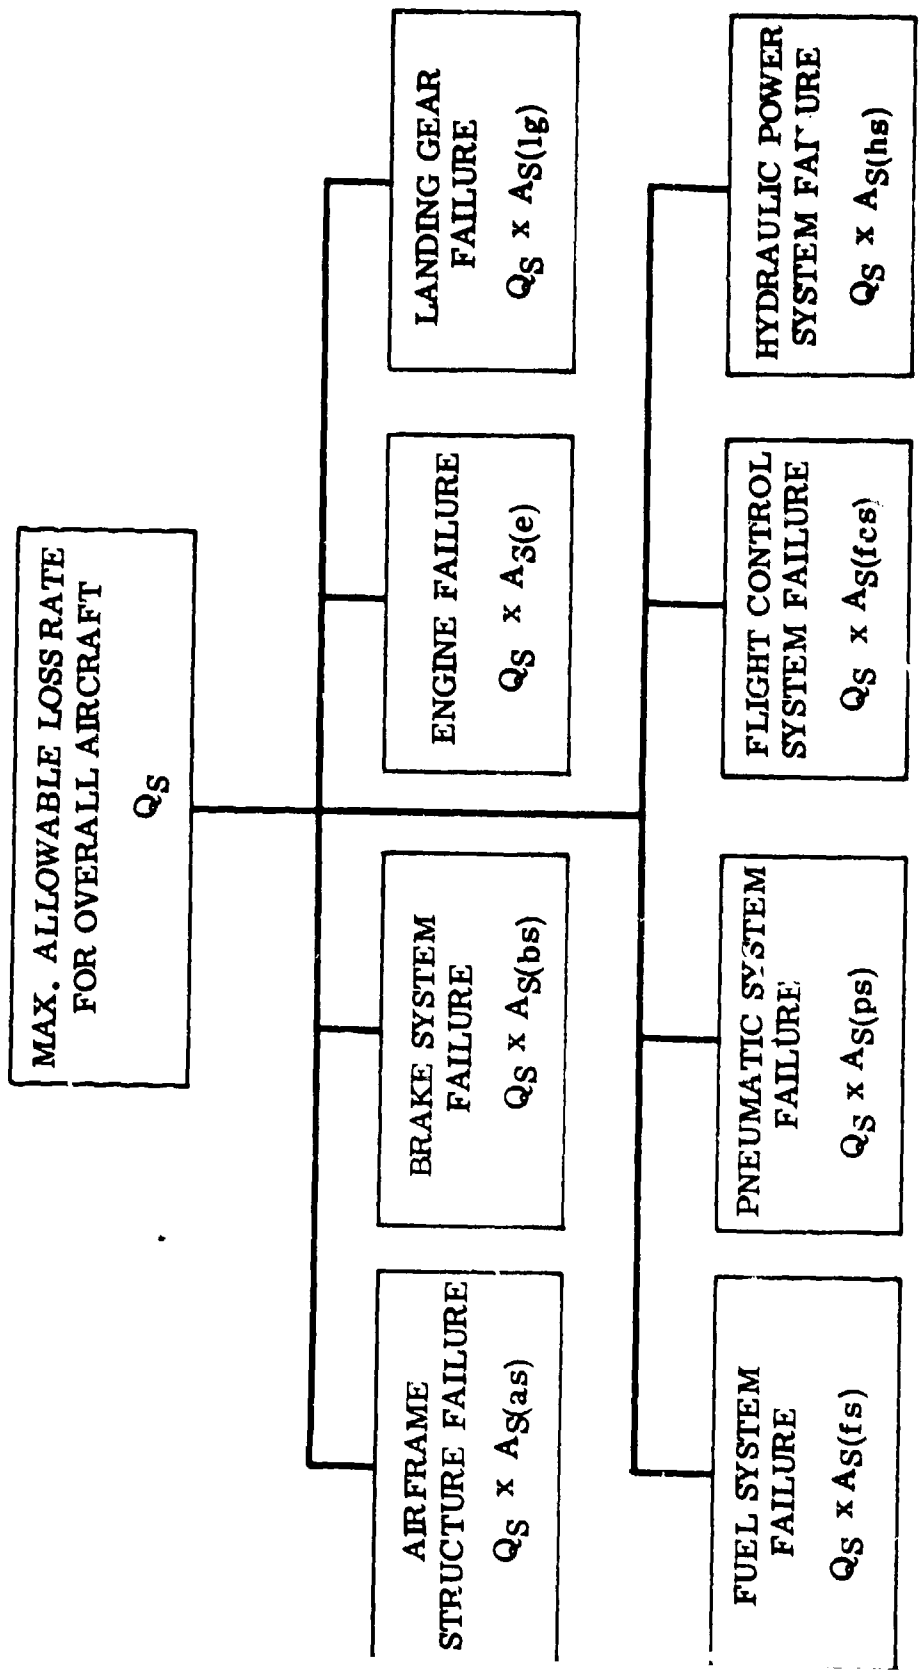 MAX. ALLOWABLE LOSS RATE
FOR OVERALL AIRCRAFT
QS
AIRFRAME
STRUCTURE FAILURE
QS x AS(as)
BRAKE SYSTEM
FAILURE
QS x AS(bs)
ENGINE FAILURE
QS x AS(e)
LANDING GEAR
FAILURE
QS x AS(lg)
FUEL SYSTEM
FAILURE
QS x AS(fs)
PNEUMATIC SYSTEM
FAILURE
QS x AS(ps)
FLIGHT CONTROL
SYSTEM FAILURE
QS x AS(fcs)
HYDRAULIC POWER
SYSTEM FAILURE
QS x AS(hs)